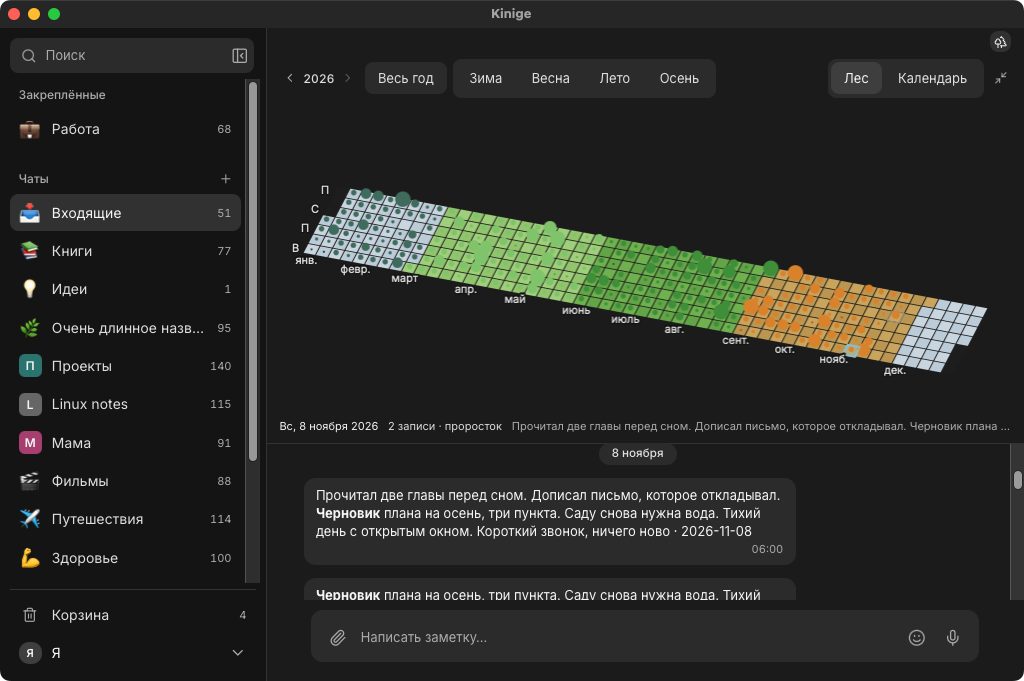 Kinige
Поиск
Закреплённые
Работа 68
Чаты +
Входящие 51
Книги 77
Идеи 1
Очень длинное назв... 95
П Проекты 140
L Linux notes 115
М Мама 91
Фильмы 88
Путешествия 114
Здоровье 100
Корзина 4
Я Я
2026 Весь год Зима Весна Лето Осень Лес Календарь
П
С
П
В
янв.
февр.
март
апр.
май
июнь
июль
авг.
сент.
окт.
нояб.
дек.
Вс, 8 ноября 2026 2 записи · проросток Прочитал две главы перед сном. Дописал письмо, которое откладывал. Черновик плана ...
8 ноября
Прочитал две главы перед сном. Дописал письмо, которое откладывал.
Черновик плана на осень, три пункта. Саду снова нужна вода. Тихий
день с открытым окном. Короткий звонок, ничего ново · 2026-11-08
06:00
Черновик плана на осень, три пункта. Саду снова нужна вода. Тихий
Написать заметку...